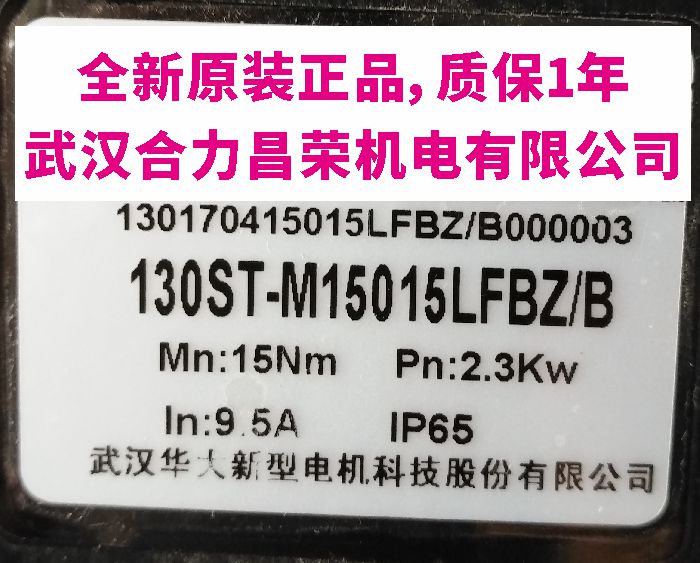 全新原装正品，质保1年
武汉合力昌荣机电有限公司
130170415015LFBZ/B000003
130ST-M15015LFBZ/B
Mn:15Nm Pn:2.3Kw
In:9.5A IP65
武汉华大新型电机科技股份有限公司